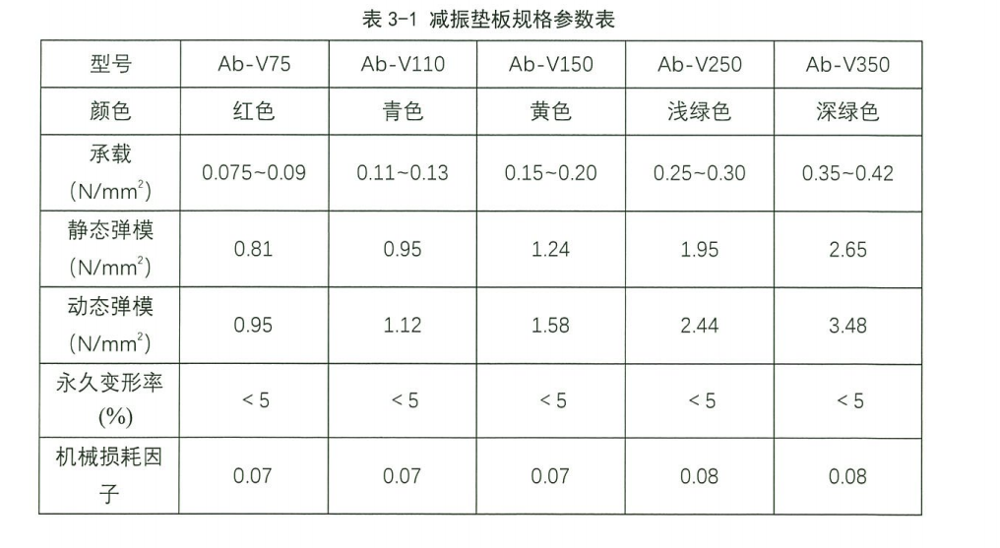 表 3-1 减振垫板规格参数表
型号 Ab-V75 Ab-V110 Ab-V150 Ab-V250 Ab-V350
颜色 红色 青色 黄色 浅绿色 深绿色
承载
(N/mm²) 0.075~0.09 0.11~0.13 0.15~0.20 0.25~0.30 0.35~0.42
静态弹模
(N/mm²) 0.81 0.95 1.24 1.95 2.65
动态弹模
(N/mm²) 0.95 1.12 1.58 2.44 3.48
永久变形率
(%) <5 <5 <5 <5 <5
机械损耗因
子 0.07 0.07 0.07 0.08 0.08